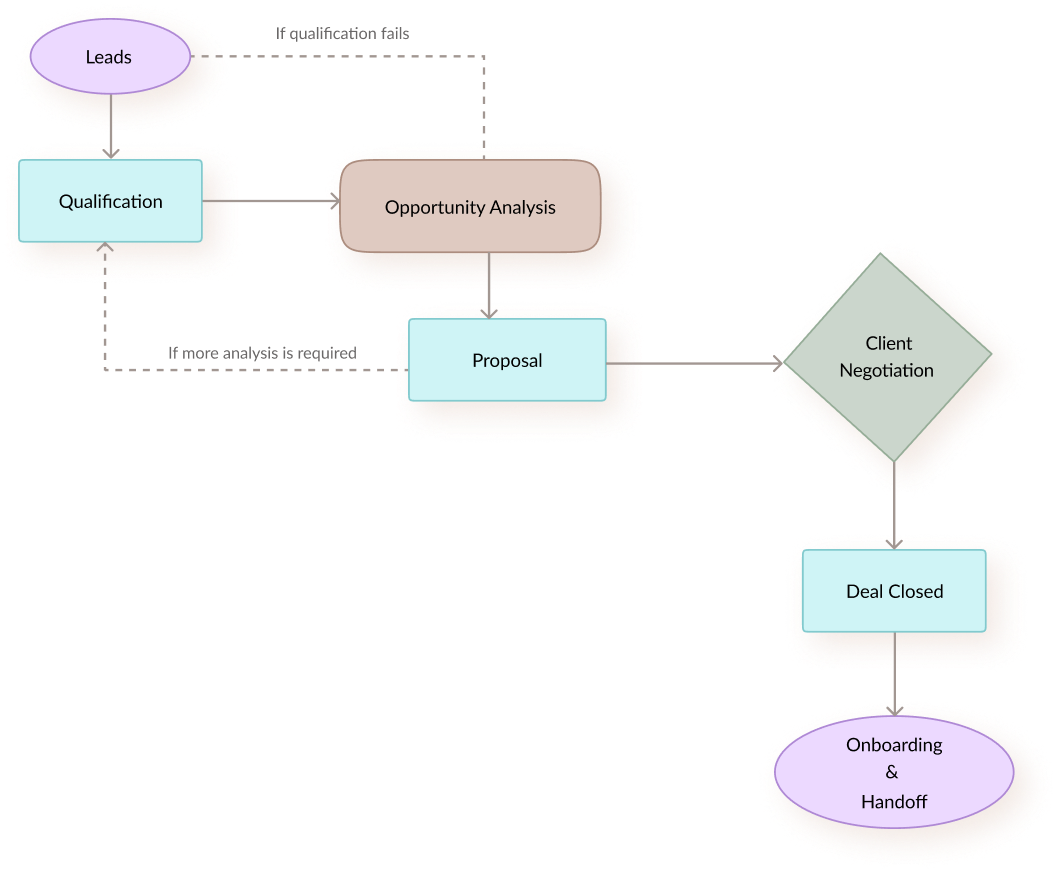 If qualification fails
Leads
Qualification
Opportunity Analysis
Client
Negotiation
If more analysis is required
Proposal
Deal Closed
Onboarding
&
Handoff